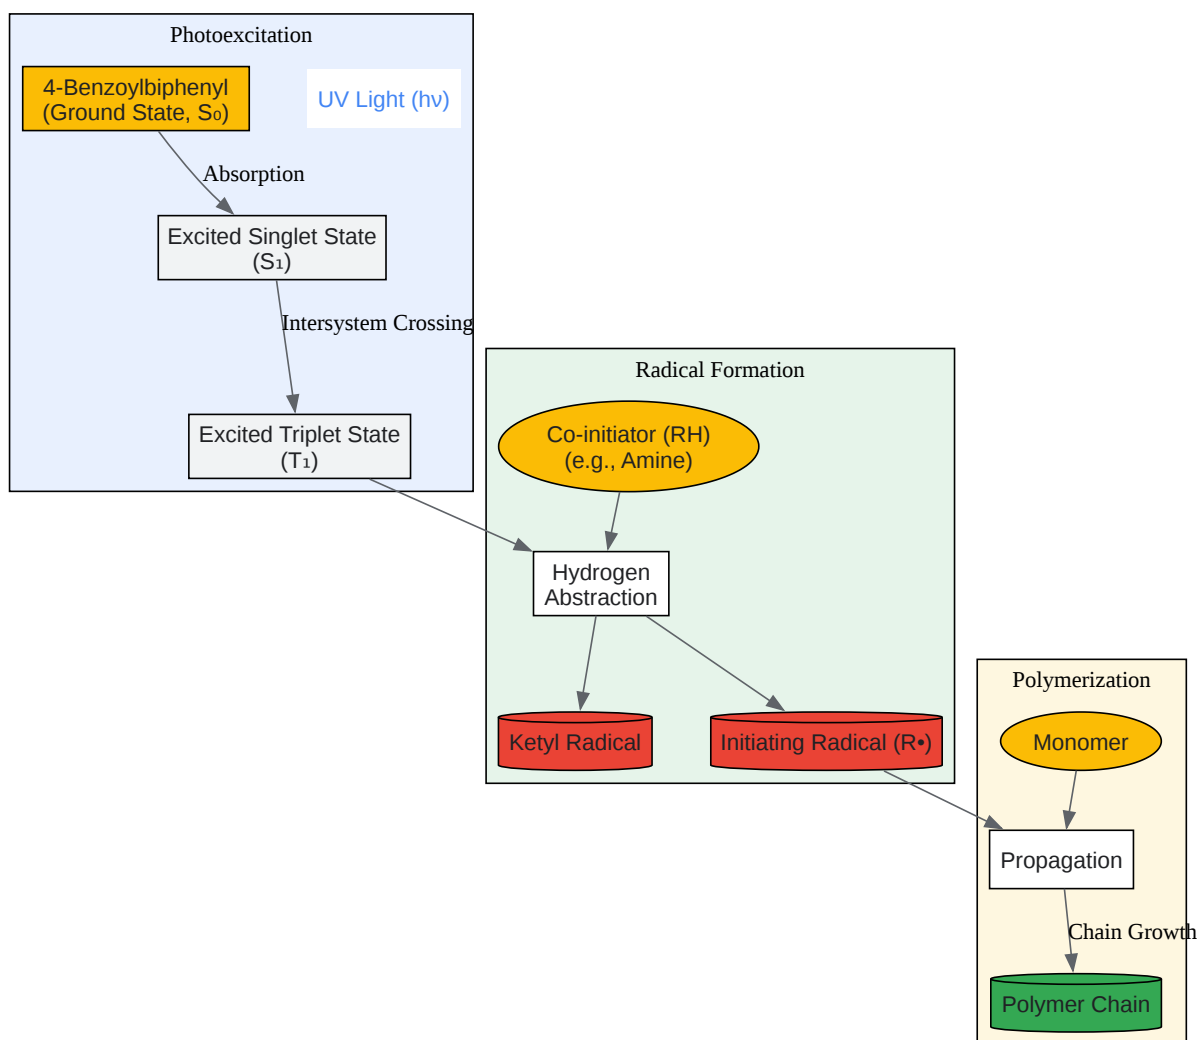 Photoexcitation
4-Benzoylbiphenyl
(Ground State, S₀)
UV Light (hν)
Absorption
Excited Singlet State
(S₁)
Intersystem Crossing
Excited Triplet State
(T₁)
Radical Formation
Co-initiator (RH)
(e.g., Amine)
Hydrogen
Abstraction
Ketyl Radical
Initiating Radical (R•)
Polymerization
Monomer
Propagation
Chain Growth
Polymer Chain